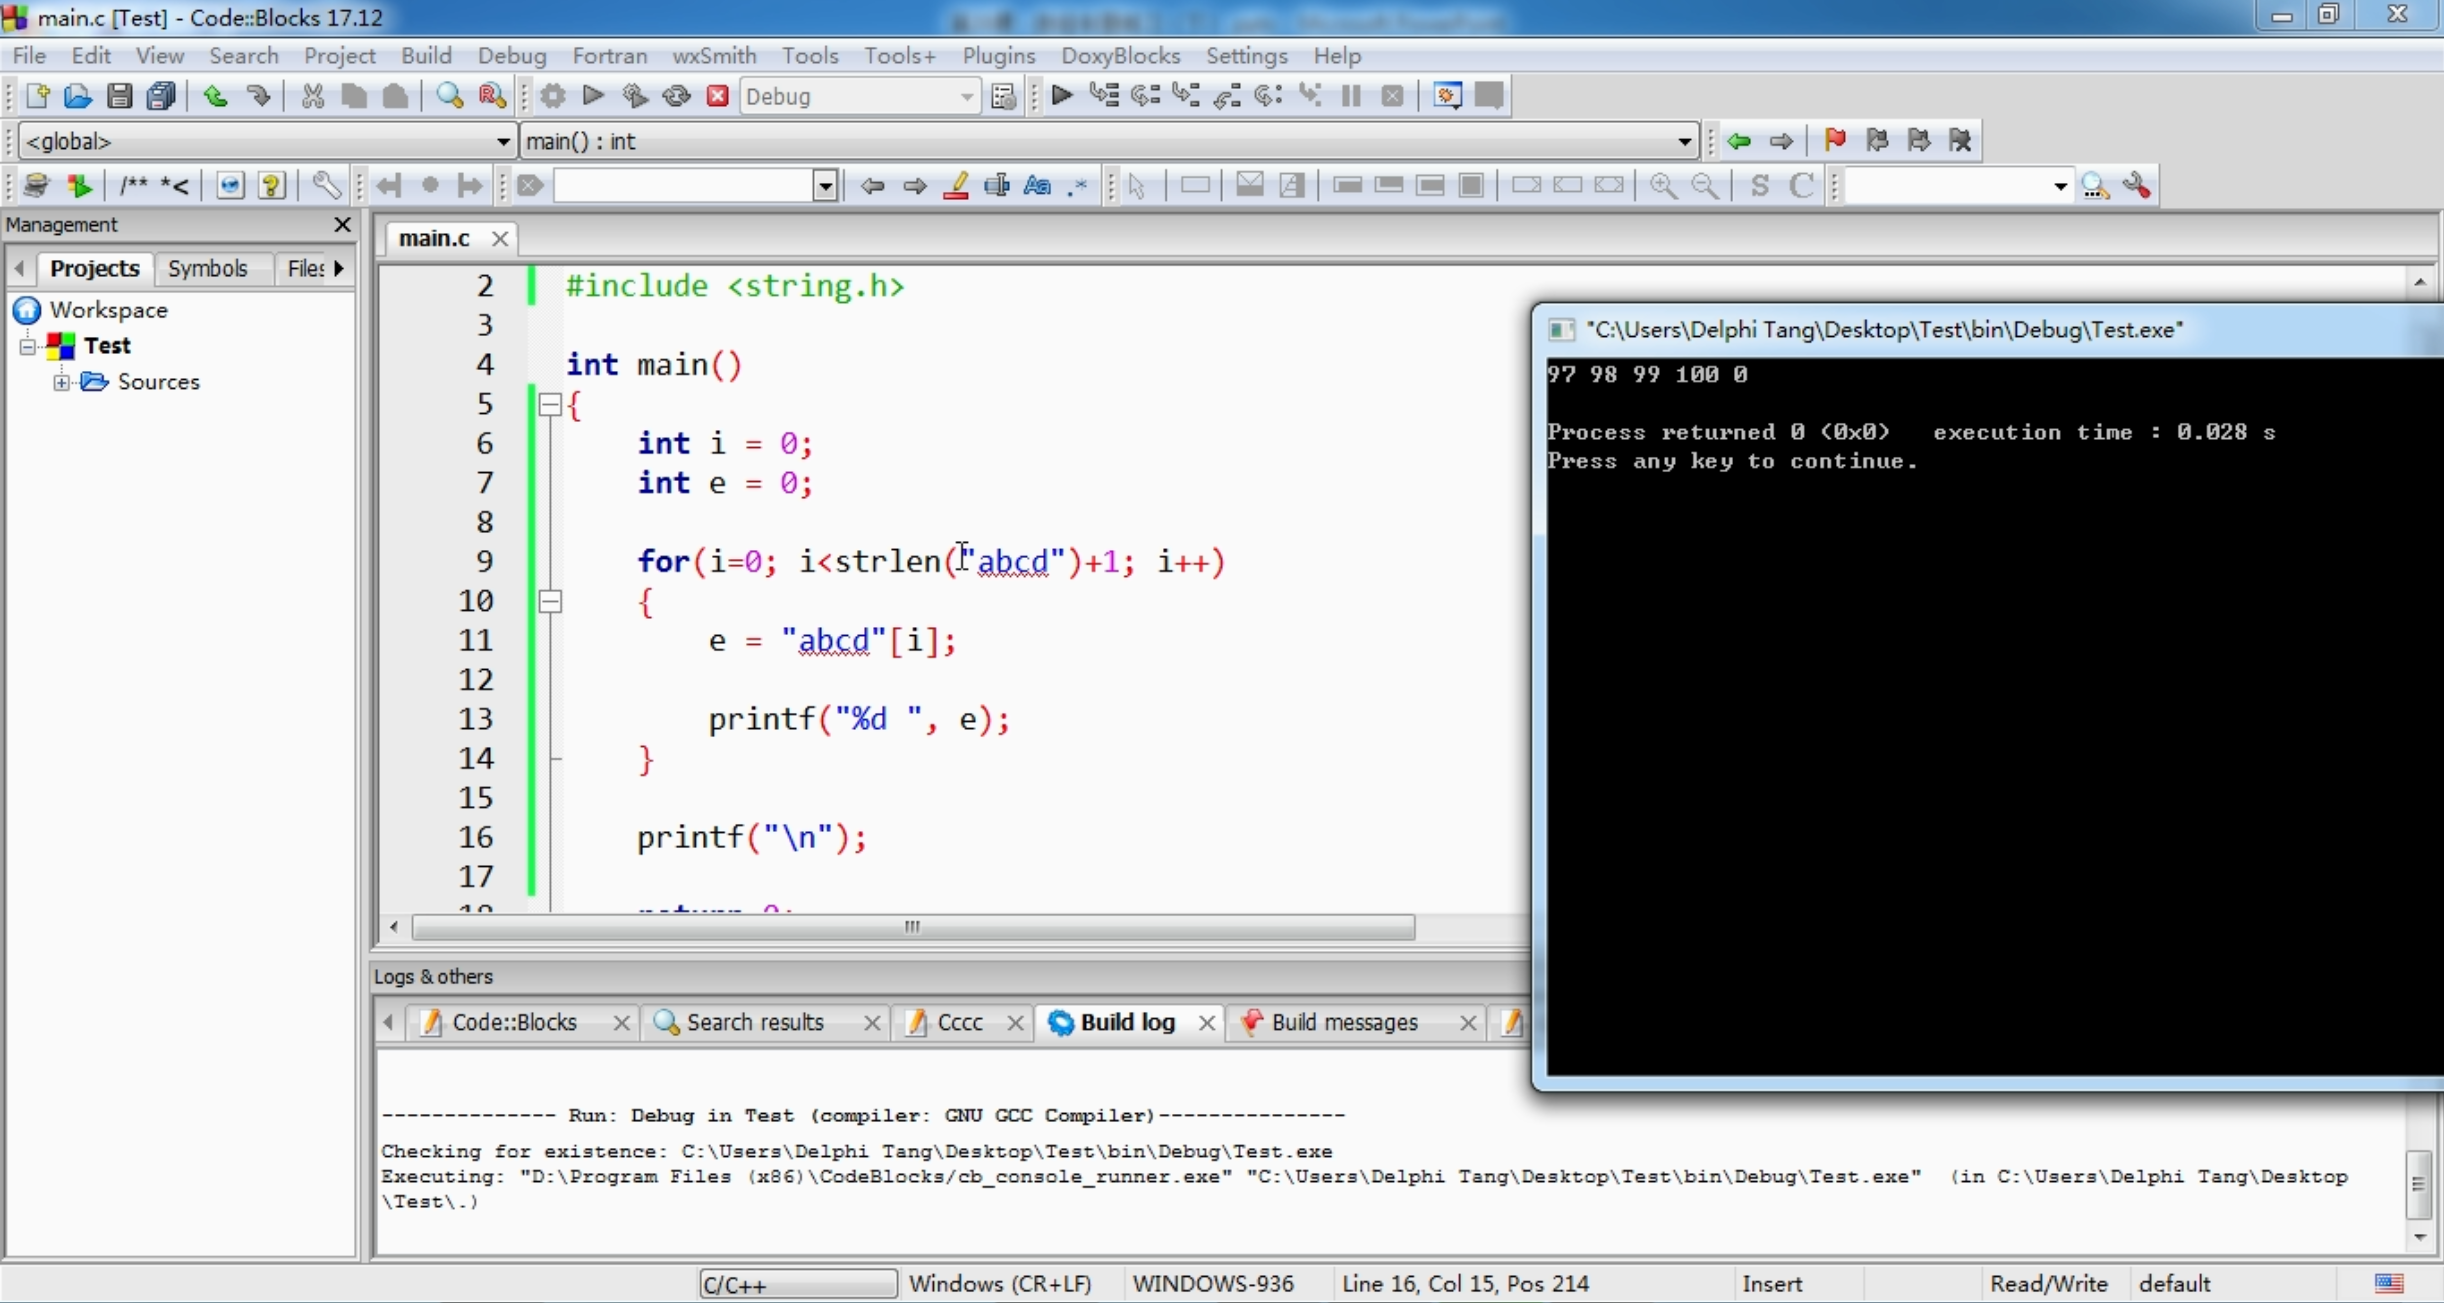 main.c [Test] - Code::Blocks 17.12
File Edit View Search Project Build Debug Fortran wxSmith Tools Tools+ Plugins DoxyBlocks Settings Help
Debug
<global> main() : int
/** *< Aa .* S C
Management
Projects Symbols Files
Workspace
Test
Sources
main.c
2 #include <string.h>
3
4 int main()
5 {
6 int i = 0;
7 int e = 0;
8
9 for(i=0; i<strlen("abcd")+1; i++)
10 {
11 e = "abcd"[i];
12
13 printf("%d ", e);
14 }
15
16 printf("\n");
17
18 return 0;
"C:\Users\Delphi Tang\Desktop\Test\bin\Debug\Test.exe"
97 98 99 100 0
Process returned 0 (0x0) execution time : 0.028 s
Press any key to continue.
Logs & others
Code::Blocks Search results Cccc Build log Build messages
-------------- Run: Debug in Test (compiler: GNU GCC Compiler)---------------
Checking for existence: C:\Users\Delphi Tang\Desktop\Test\bin\Debug\Test.exe
Executing: "D:\Program Files (x86)\CodeBlocks/cb_console_runner.exe" "C:\Users\Delphi Tang\Desktop\Test\bin\Debug\Test.exe" (in C:\Users\Delphi Tang\Desktop
\Test\.)
C/C++ Windows (CR+LF) WINDOWS-936 Line 16, Col 15, Pos 214 Insert Read/Write default